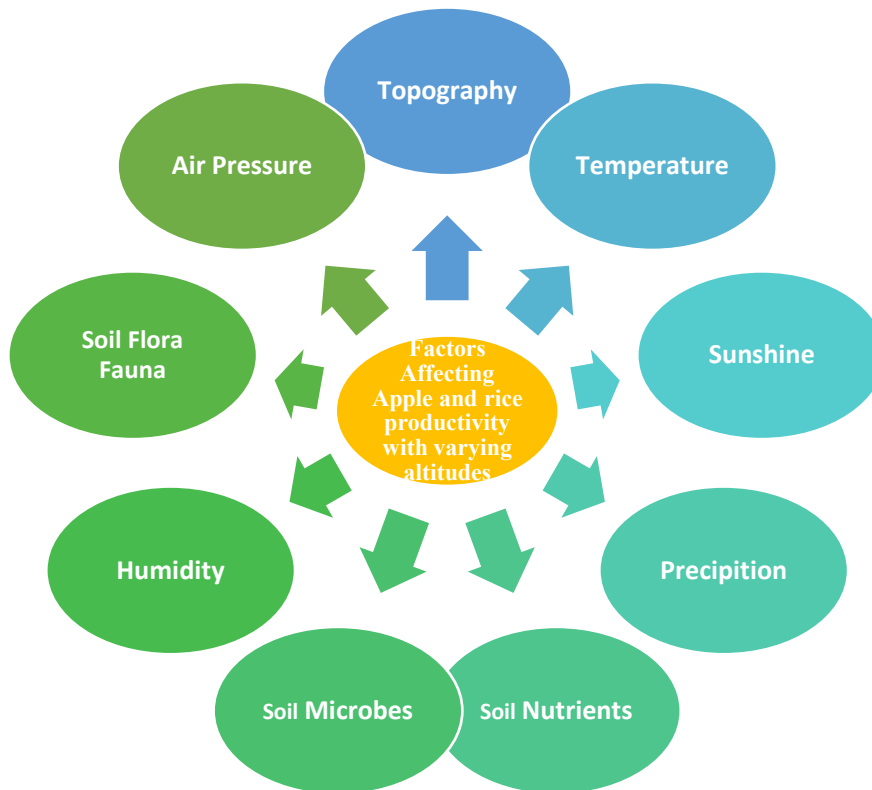 Topography
Temperature
Sunshine
Precipition
Soil Nutrients
Soil Microbes
Humidity
Soil Flora
Fauna
Air Pressure
Factors
Affecting
Apple and rice
productivity
with varying
altitudes